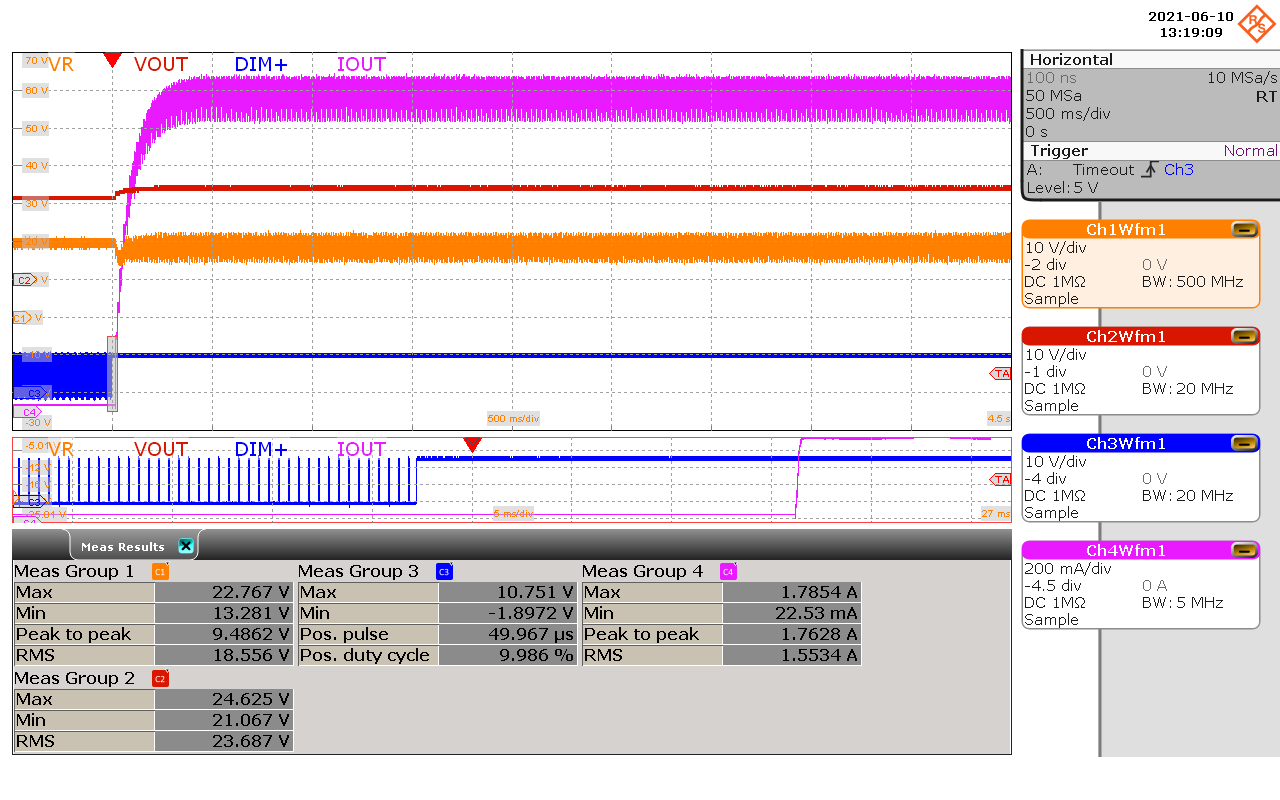 2021-06-10
13:19:09
RS
VR VOUT DIM+ IOUT
70 V
60 V
50 V
40 V
30 V
20 V
C2 V
C1 V
-10 V
C3
C4
-30 V
TA
500 ms/div
4.5 s
VR VOUT DIM+ IOUT
-5.01
TA
C3
-25.01 V
C4
5 ms/div
27 ms
Horizontal
100 ns 10 MSa/s
50 MSa RT
500 ms/div
0 s
Trigger Normal
A: Timeout Ch3
Level: 5 V
Ch1Wfm1
10 V/div
-2 div 0 V
DC 1MΩ BW: 500 MHz
Sample
Ch2Wfm1
10 V/div
-1 div 0 V
DC 1MΩ BW: 20 MHz
Sample
Ch3Wfm1
10 V/div
-4 div 0 V
DC 1MΩ BW: 20 MHz
Sample
Ch4Wfm1
200 mA/div
-4.5 div 0 A
DC 1MΩ BW: 5 MHz
Sample
Meas Results
Meas Group 1 C1
Max 22.767 V
Min 13.281 V
Peak to peak 9.4862 V
RMS 18.556 V
Meas Group 2 C2
Max 24.625 V
Min 21.067 V
RMS 23.687 V
Meas Group 3 C3
Max 10.751 V
Min -1.8972 V
Pos. pulse 49.967 µs
Pos. duty cycle 9.986 %
Meas Group 4 C4
Max 1.7854 A
Min 22.53 mA
Peak to peak 1.7628 A
RMS 1.5534 A